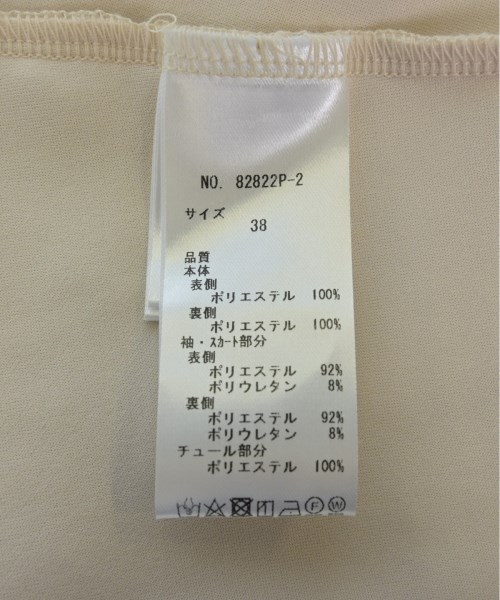 NO. 82822P-2
サイズ
38
品質
本体
表側
ポリエステル 100%
裏側
ポリエステル 100%
袖・スカート部分
表側
ポリエステル 92%
ポリウレタン 8%
裏側
ポリエステル 92%
ポリウレタン 8%
チュール部分
ポリエステル 100%
F W